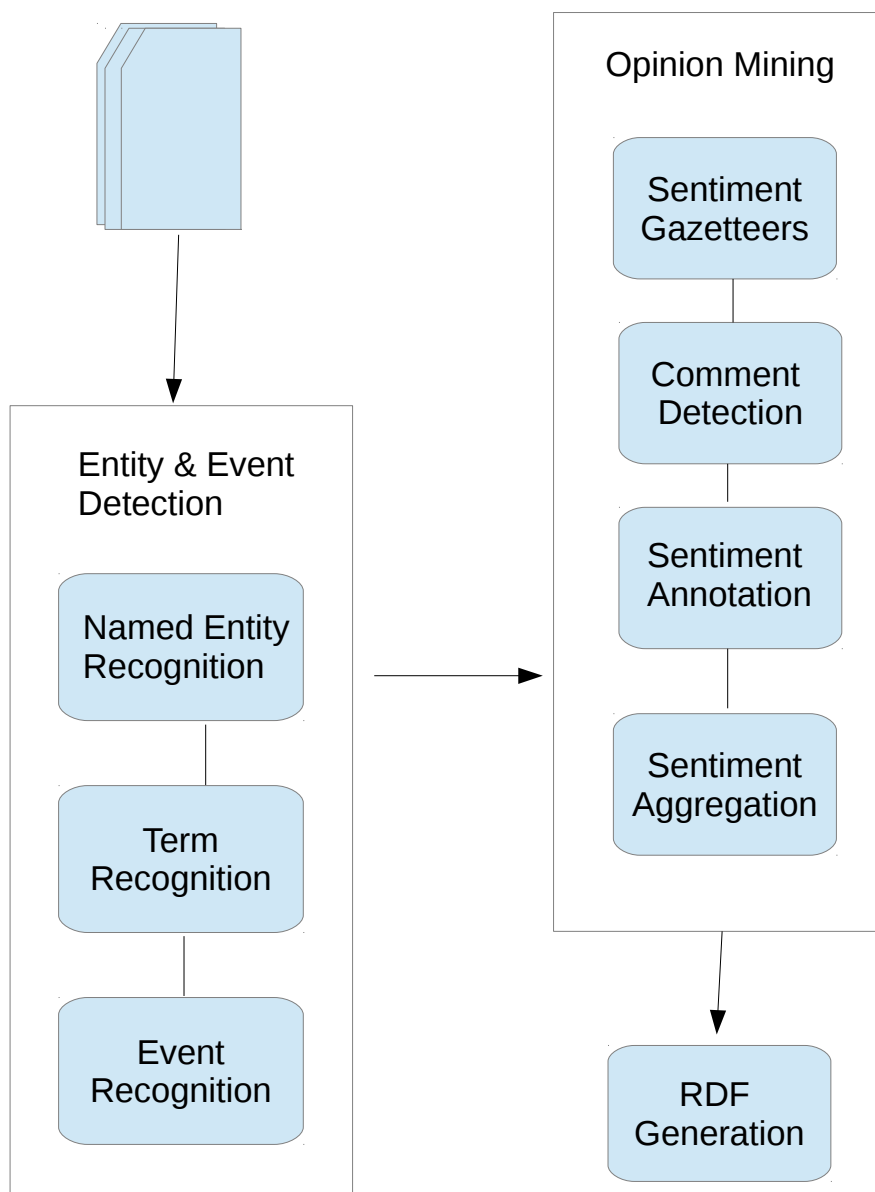 Entity & Event
Detection
Named Entity
Recognition
Term
Recognition
Event
Recognition
Opinion Mining
Sentiment
Gazetteers
Comment
Detection
Sentiment
Annotation
Sentiment
Aggregation
RDF
Generation